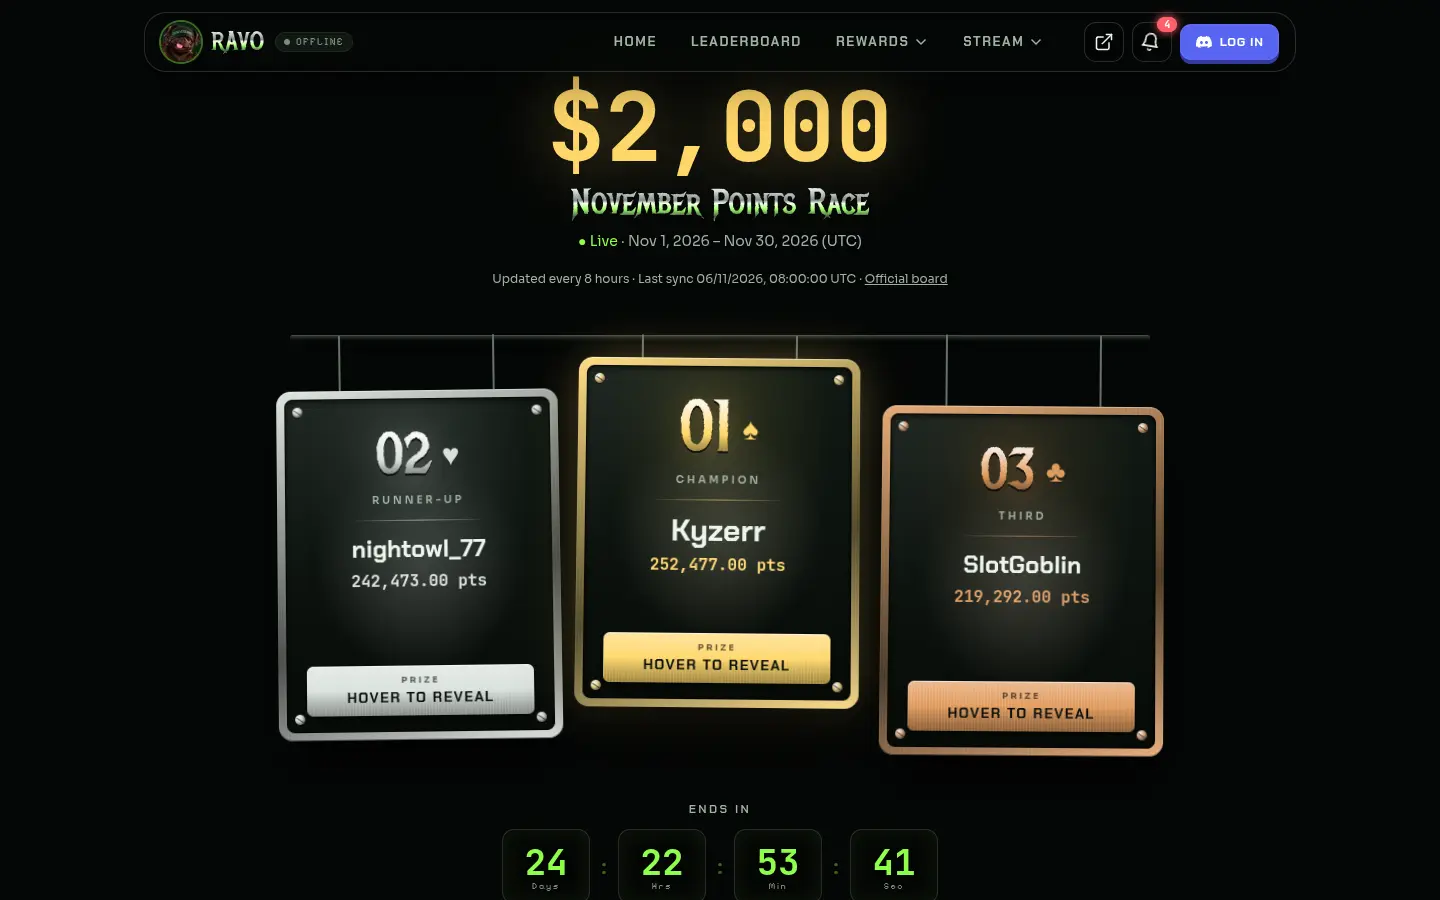 RAVO
OFFLINE
HOME
LEADERBOARD
REWARDS
STREAM
4
LOG IN
$2,000
November Points Race
● Live · Nov 1, 2026 – Nov 30, 2026 (UTC)
Updated every 8 hours · Last sync 06/11/2026, 08:00:00 UTC · Official board
02 ♥
RUNNER-UP
nightowl_77
242,473.00 pts
PRIZE
HOVER TO REVEAL
01 ♠
CHAMPION
Kyzerr
252,477.00 pts
PRIZE
HOVER TO REVEAL
03 ♣
THIRD
SlotGoblin
219,292.00 pts
PRIZE
HOVER TO REVEAL
ENDS IN
24 : 22 : 53 : 41
Days Hrs Min Sec